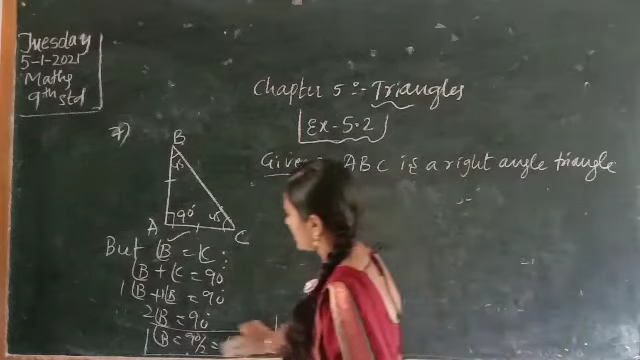 Tuesday
5-1-2021
Maths
9th std
Chapter 5 :- Triangles
Ex-5.2
7)
Given ABC is a right angle triangle
B
45
A
90°
45
C
But ∠B = ∠C
∠B + ∠C = 90°
∠B + ∠B = 90°
2∠B = 90°
∠B = 90/2 =